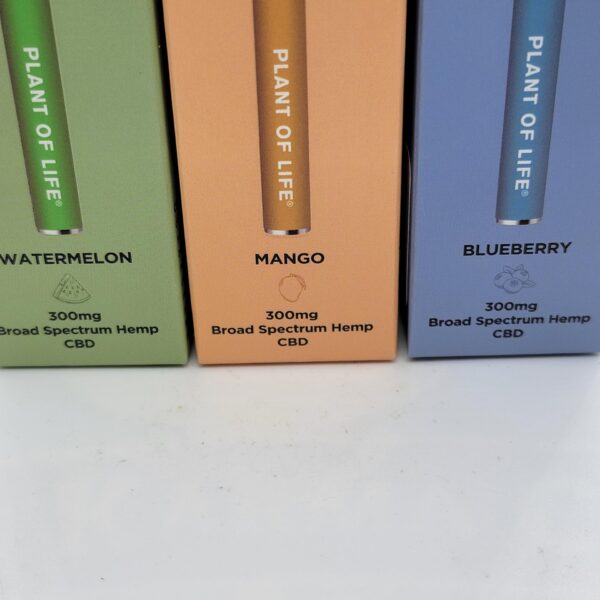 PLANT OF LIFE®
WATERMELON
300mg
Broad Spectrum Hemp
CBD
PLANT OF LIFE®
MANGO
300mg
Broad Spectrum Hemp
CBD
PLANT OF LIFE®
BLUEBERRY
300mg
Broad Spectrum Hemp
CBD